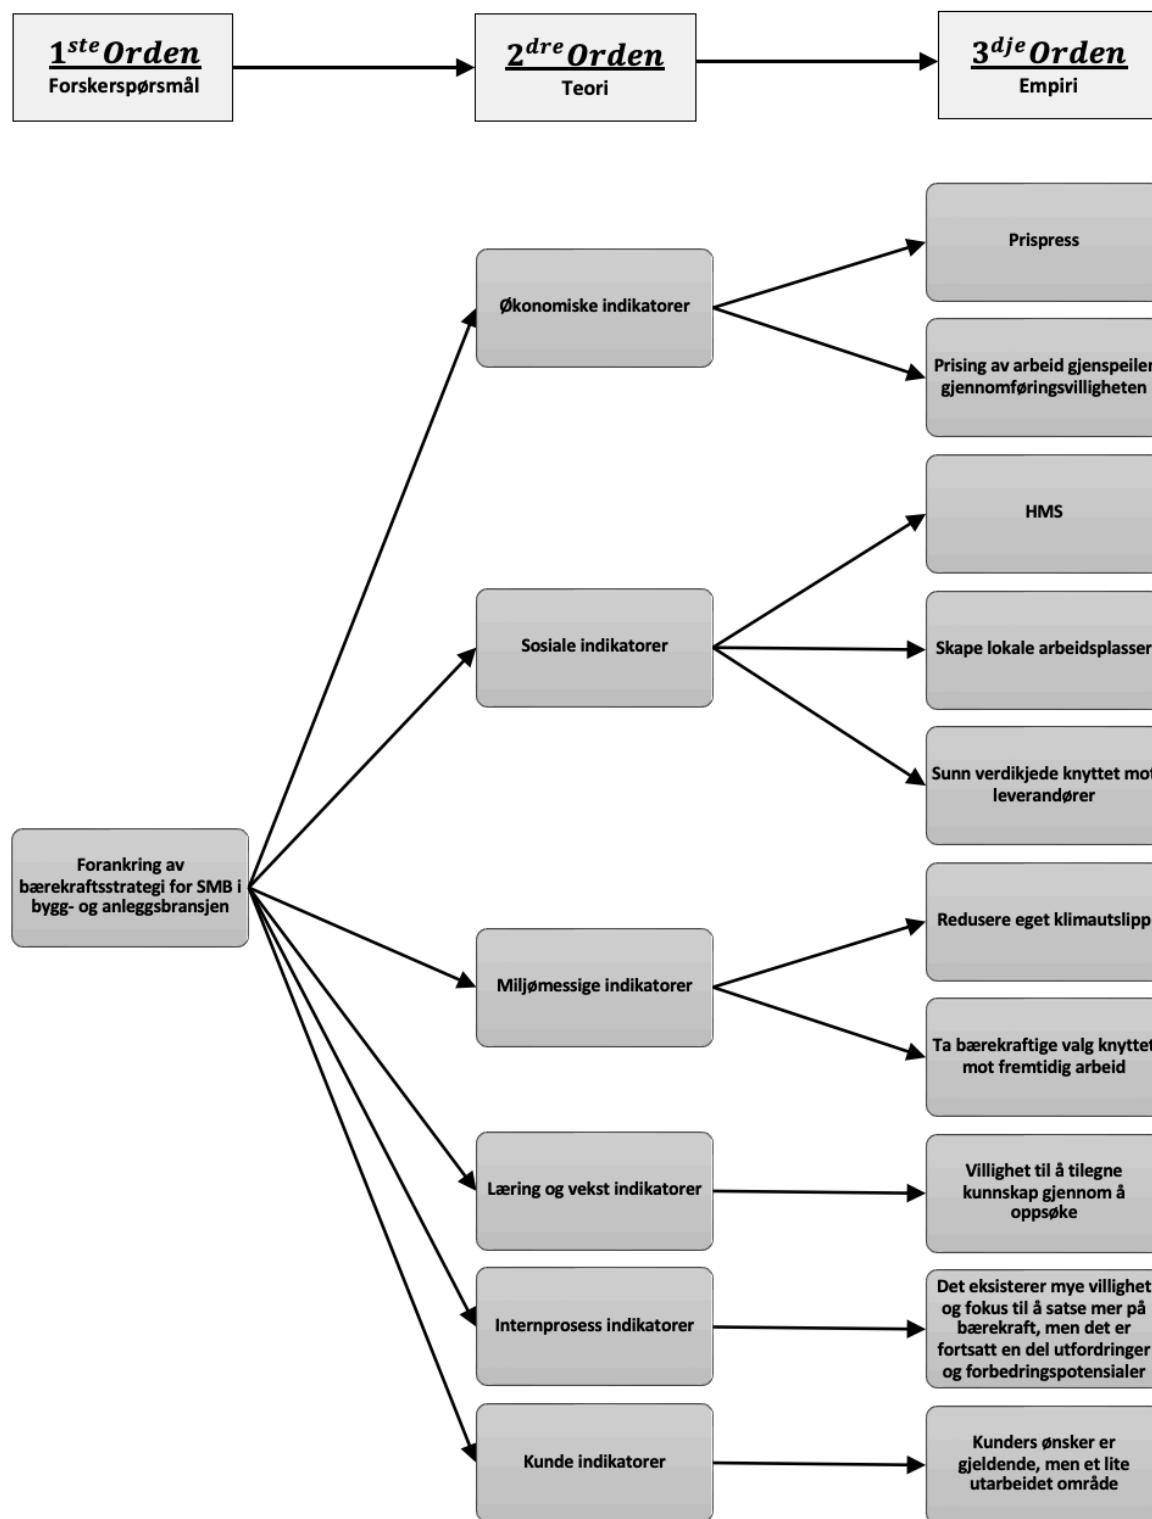 1ste Orden
Forskerspørsmål
2dre Orden
Teori
3dje Orden
Empiri
Prispress
Økonomiske indikatorer
Prising av arbeid gjenspeiler
gjennomføringsvilligheten
HMS
Sosiale indikatorer
Skape lokale arbeidsplasser
Sunn verdikjede knyttet mot
leverandører
Forankring av
bærekraftsstrategi for SMB i
bygg- og anleggsbransjen
Redusere eget klimautslipp
Miljømessige indikatorer
Ta bærekraftige valg knyttet
mot fremtidig arbeid
Læring og vekst indikatorer
Villighet til å tilegne
kunnskap gjennom å
oppsøke
Internprosess indikatorer
Det eksisterer mye villighet
og fokus til å satse mer på
bærekraft, men det er
fortsatt en del utfordringer
og forbedringspotensialer
Kunde indikatorer
Kunders ønsker er
gjeldende, men et lite
utarbeidet område